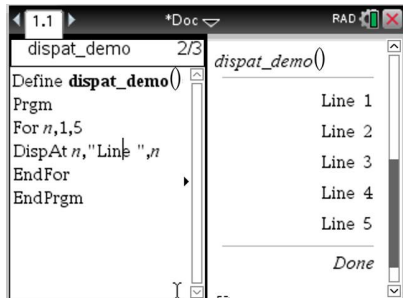 1.1 *Doc RAD
dispat_demo 2/3
Define dispat_demo()
Prgm
For n,1,5
DispAt n,"Line ",n
EndFor
EndPrgm
dispat_demo()
Line 1
Line 2
Line 3
Line 4
Line 5
Done